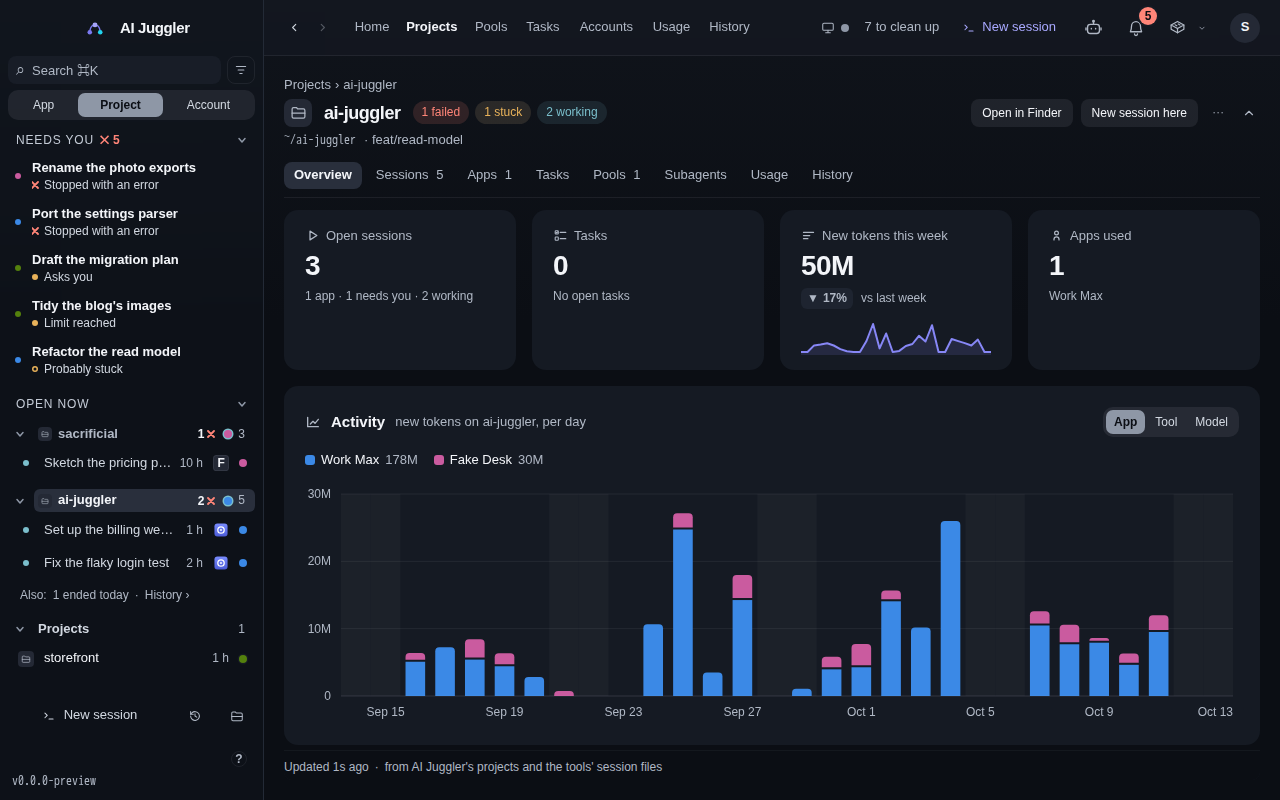 AI Juggler
Search ⌘K
App Project Account
NEEDS YOU 5
Rename the photo exports
Stopped with an error
Port the settings parser
Stopped with an error
Draft the migration plan
Asks you
Tidy the blog's images
Limit reached
Refactor the read model
Probably stuck
OPEN NOW
sacrificial 1 3
Sketch the pricing p… 10 h F
ai-juggler 2 5
Set up the billing we… 1 h
Fix the flaky login test 2 h
Also: 1 ended today · History ›
Projects 1
storefront 1 h
New session
?
v0.0.0-preview
Home Projects Pools Tasks Accounts Usage History
7 to clean up
New session
5
S
Projects › ai-juggler
ai-juggler 1 failed 1 stuck 2 working
Open in Finder New session here ···
~/ai-juggler · feat/read-model
Overview Sessions 5 Apps 1 Tasks Pools 1 Subagents Usage History
Open sessions
3
1 app · 1 needs you · 2 working
Tasks
0
No open tasks
New tokens this week
50M
▼ 17% vs last week
Apps used
1
Work Max
Activity new tokens on ai-juggler, per day
App Tool Model
Work Max 178M Fake Desk 30M
30M
20M
10M
0
Sep 15 Sep 19 Sep 23 Sep 27 Oct 1 Oct 5 Oct 9 Oct 13
Updated 1s ago · from AI Juggler's projects and the tools' session files